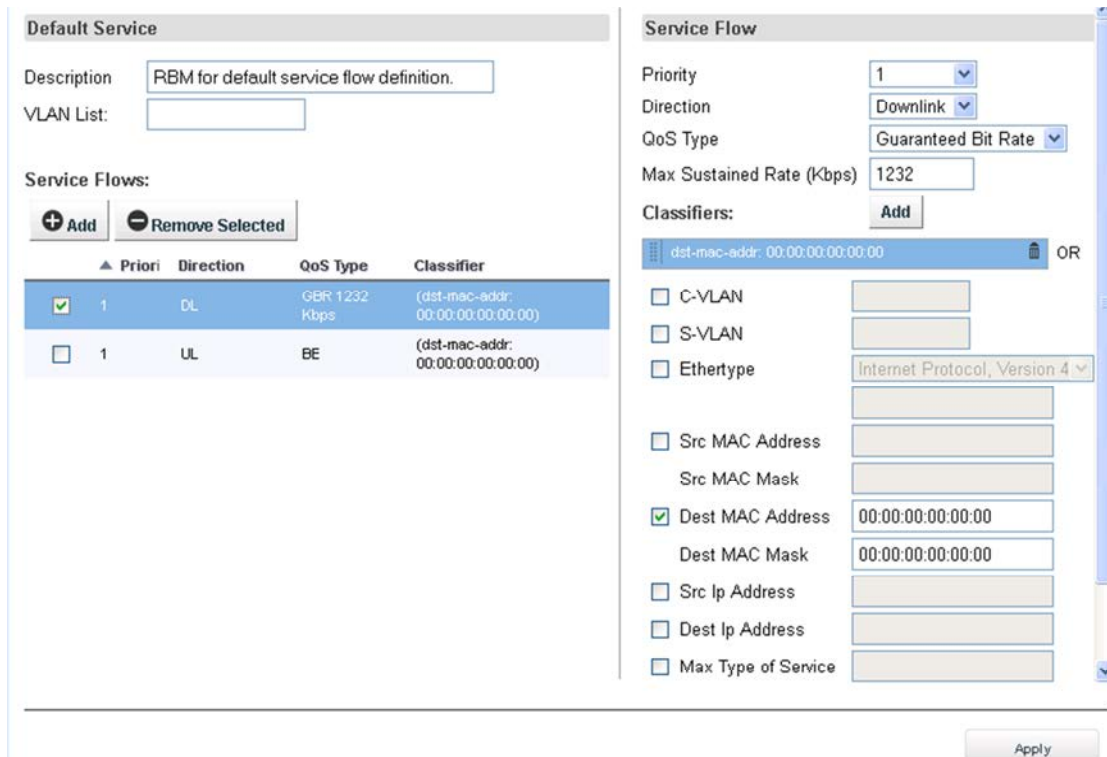 Default Service
Description RBM for default service flow definition.
VLAN List:
Service Flows:
Add Remove Selected
Priori Direction QoS Type Classifier
1 DL GBR 1232 Kbps (dst-mac-addr: 00:00:00:00:00:00)
1 UL BE (dst-mac-addr: 00:00:00:00:00:00)
Service Flow
Priority 1
Direction Downlink
QoS Type Guaranteed Bit Rate
Max Sustained Rate (Kbps) 1232
Classifiers: Add
dst-mac-addr: 00:00:00:00:00:00 OR
C-VLAN
S-VLAN
Ethertype Internet Protocol, Version 4
Src MAC Address
Src MAC Mask
Dest MAC Address 00:00:00:00:00:00
Dest MAC Mask 00:00:00:00:00:00
Src Ip Address
Dest Ip Address
Max Type of Service
Apply